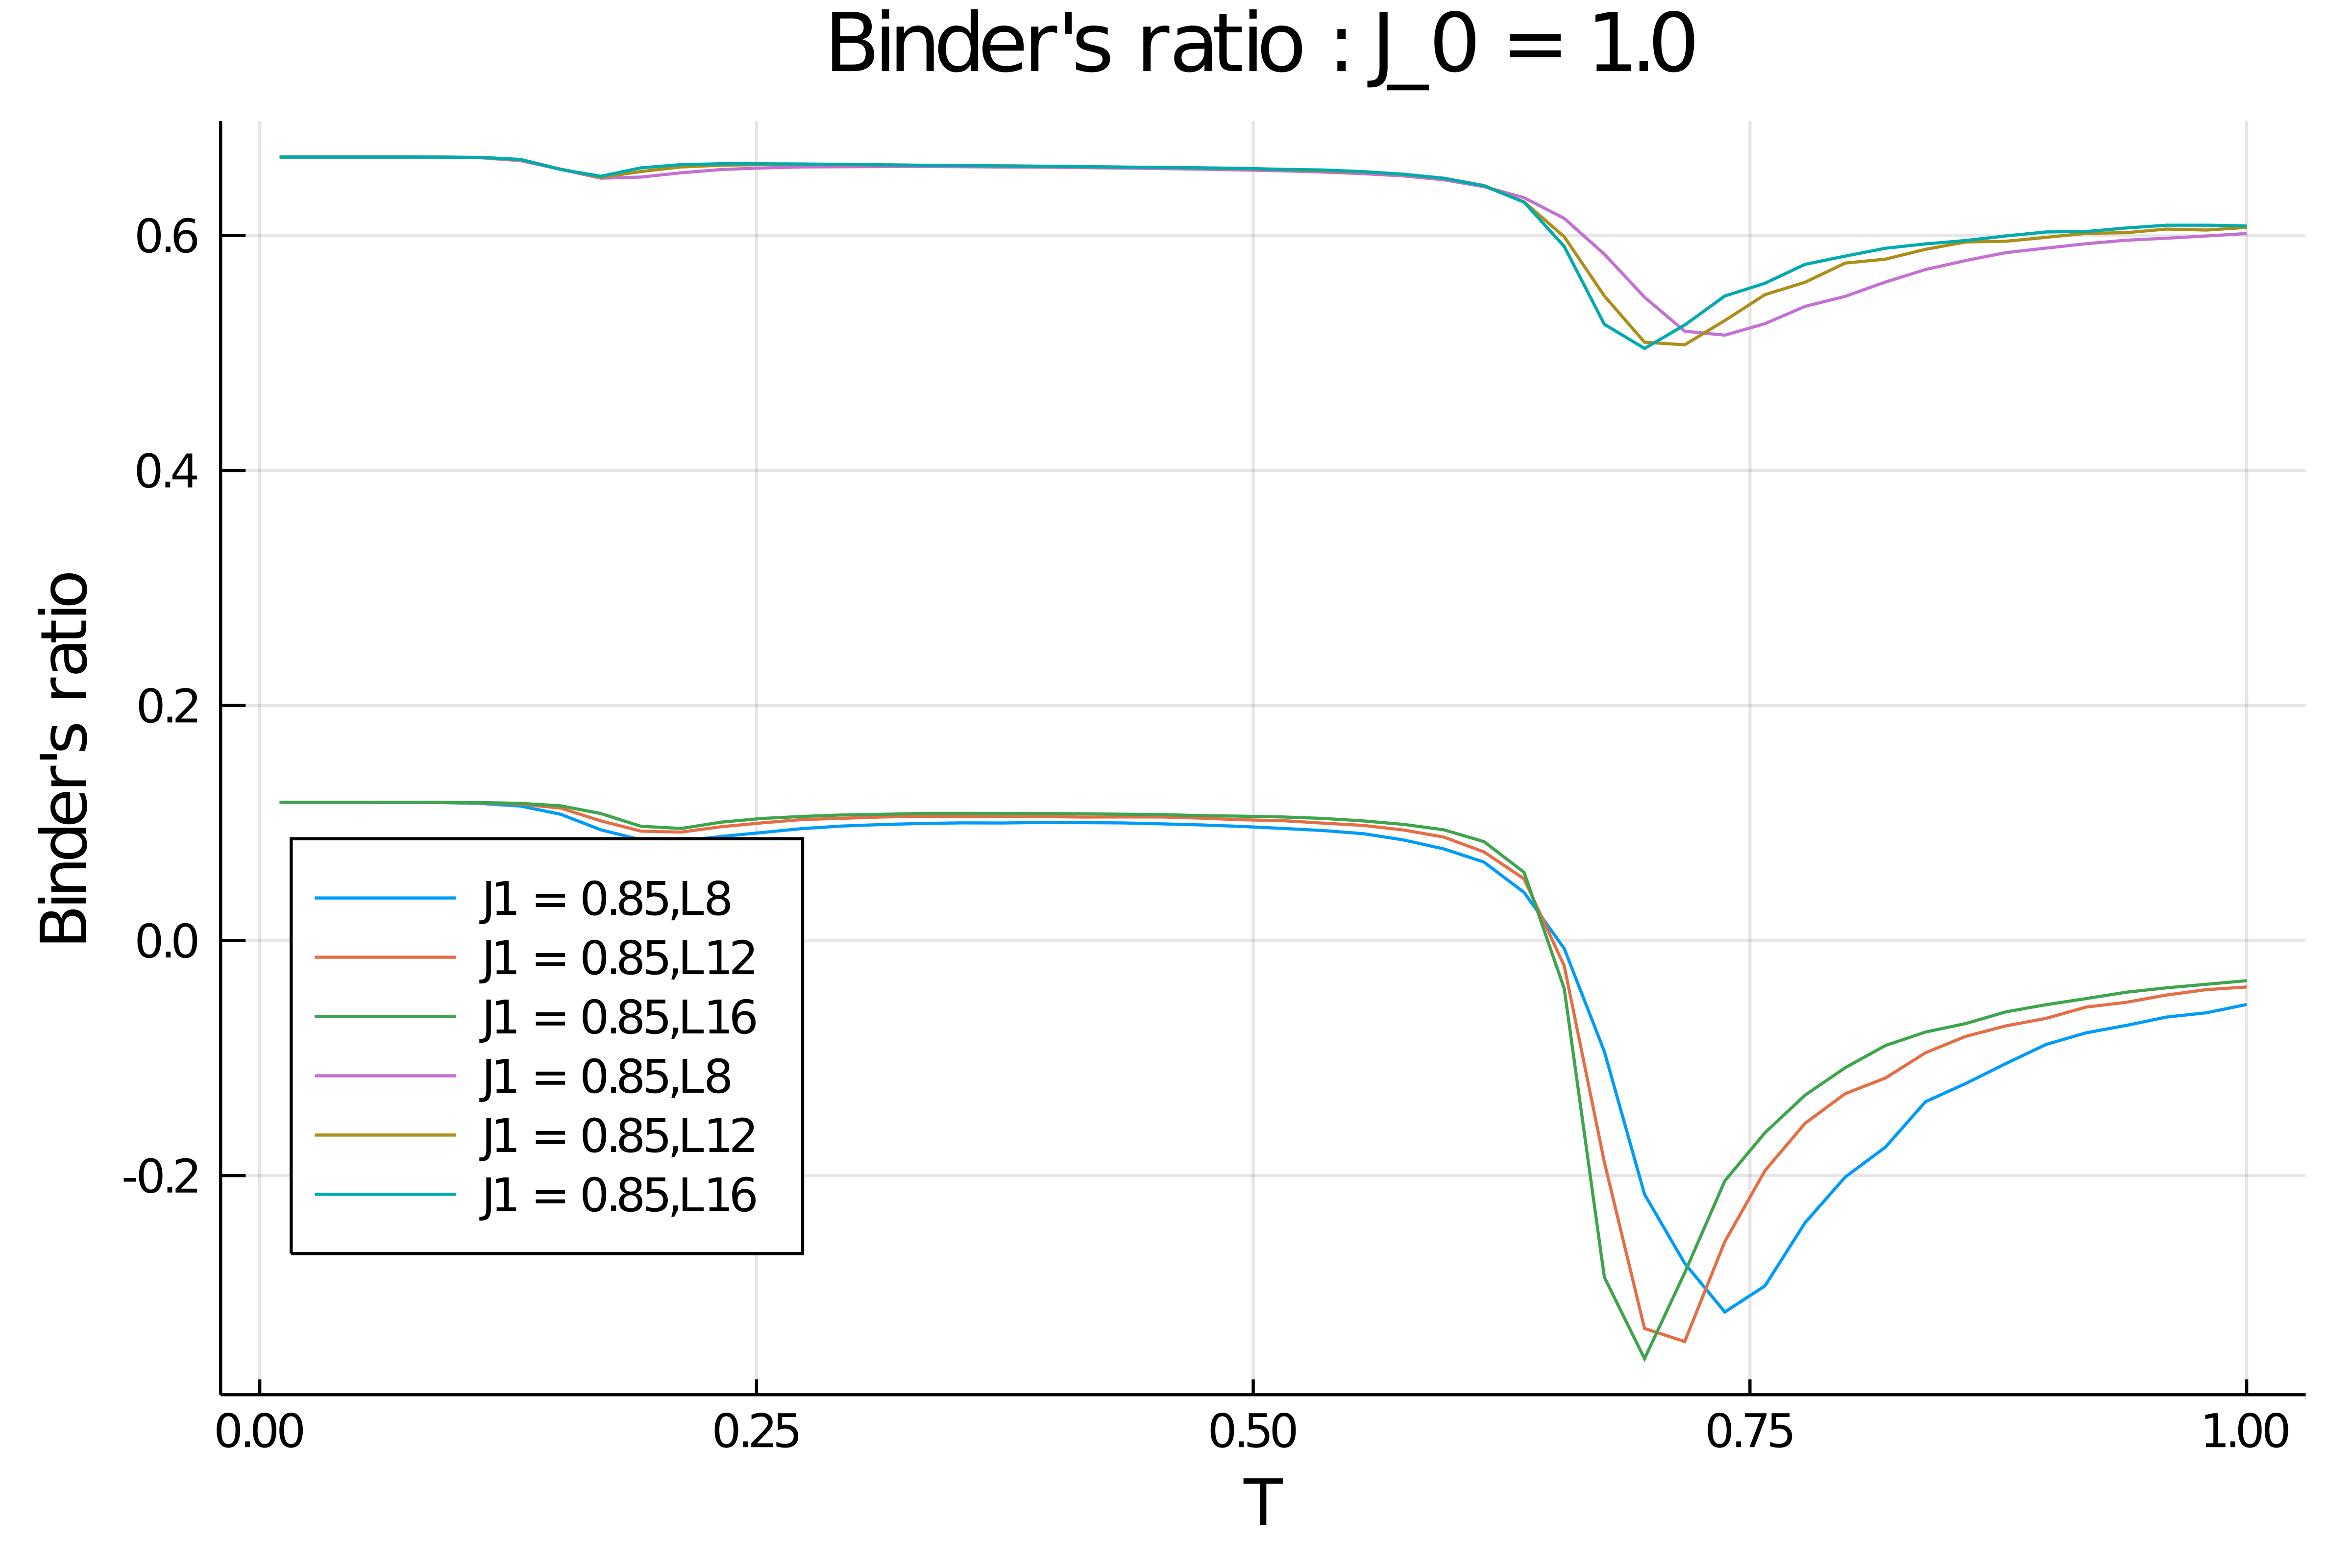 Binder's ratio : J_0 = 1.0
Binder's ratio
0.6
0.4
0.2
0.0
-0.2
J1 = 0.85,L8
J1 = 0.85,L12
J1 = 0.85,L16
J1 = 0.85,L8
J1 = 0.85,L12
J1 = 0.85,L16
0.00 0.25 0.50 0.75 1.00
T